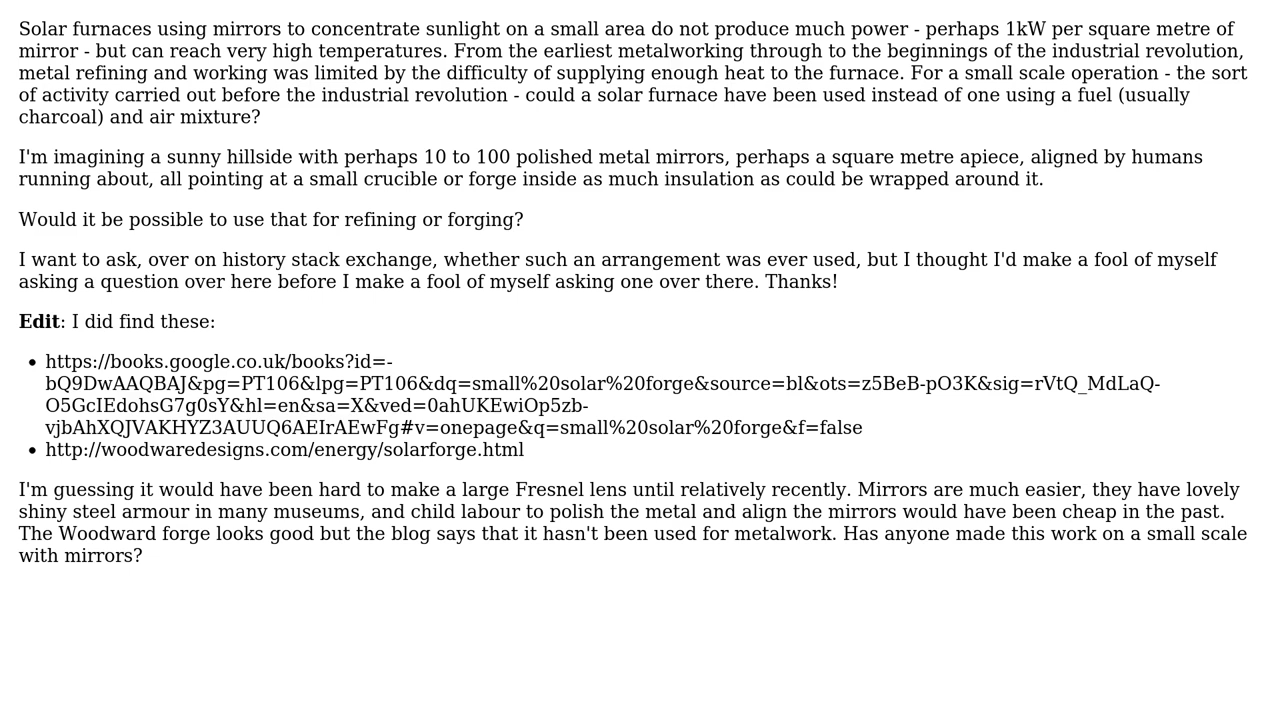 Solar furnaces using mirrors to concentrate sunlight on a small area do not produce much power - perhaps 1kW per square metre of
mirror - but can reach very high temperatures. From the earliest metalworking through to the beginnings of the industrial revolution,
metal refining and working was limited by the difficulty of supplying enough heat to the furnace. For a small scale operation - the sort
of activity carried out before the industrial revolution - could a solar furnace have been used instead of one using a fuel (usually
charcoal) and air mixture?
I'm imagining a sunny hillside with perhaps 10 to 100 polished metal mirrors, perhaps a square metre apiece, aligned by humans
running about, all pointing at a small crucible or forge inside as much insulation as could be wrapped around it.
Would it be possible to use that for refining or forging?
I want to ask, over on history stack exchange, whether such an arrangement was ever used, but I thought I'd make a fool of myself
asking a question over here before I make a fool of myself asking one over there. Thanks!
Edit: I did find these:
• https://books.google.co.uk/books?id=-
bQ9DwAAQBAJ&pg=PT106&lpg=PT106&dq=small%20solar%20forge&source=bl&ots=z5BeB-pO3K&sig=rVtQ_MdLaQ-
O5GcIEdohsG7g0sY&hl=en&sa=X&ved=0ahUKEwiOp5zb-
vjbAhXQJVAKHYZ3AUUQ6AEIrAEwFg#v=onepage&q=small%20solar%20forge&f=false
• http://woodwaredesigns.com/energy/solarforge.html
I'm guessing it would have been hard to make a large Fresnel lens until relatively recently. Mirrors are much easier, they have lovely
shiny steel armour in many museums, and child labour to polish the metal and align the mirrors would have been cheap in the past.
The Woodward forge looks good but the blog says that it hasn't been used for metalwork. Has anyone made this work on a small scale
with mirrors?